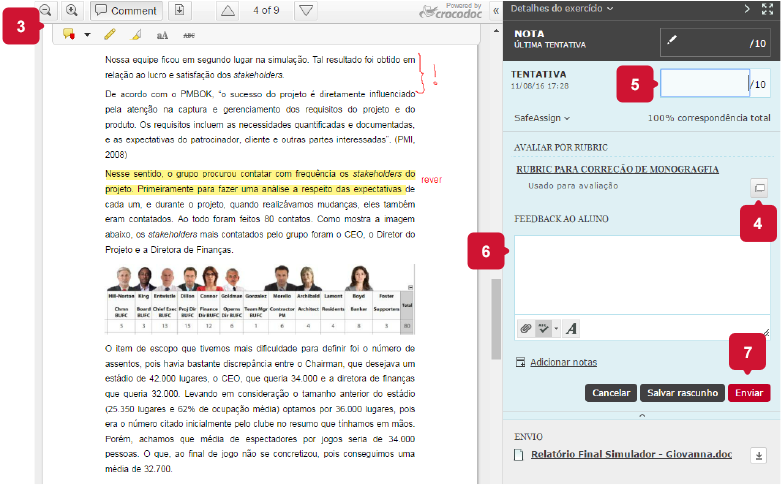 3
Comment
4 of 9
Powered by
crocodoc
aA
ABC
Nossa equipe ficou em segundo lugar na simulação. Tal resultado foi obtido em
relação ao lucro e satisfação dos stakeholders.
De acordo com o PMBOK, “o sucesso do projeto é diretamente influenciado
pela atenção na captura e gerenciamento dos requisitos do projeto e do
produto. Os requisitos incluem as necessidades quantificadas e documentadas,
e as expectativas do patrocinador, cliente e outras partes interessadas”. (PMI,
2008)
Nesse sentido, o grupo procurou contatar com frequência os stakeholders do
projeto. Primeiramente para fazer uma análise a respeito das expectativas de
rever
cada um, e durante o projeto, quando realizávamos mudanças, eles também
eram contatados. Ao todo foram feitos 80 contatos. Como mostra a imagem
abaixo, os stakeholders mais contatados pelo grupo foram o CEO, o Diretor do
Projeto e a Diretora de Finanças.
Hill-Norton King Entwistle Dillon Connor Goldman Gonzalez Morello Archibald Lamont Boyd Foster Total
Chmn BUFC Board BUFC Chief Exec BUFC Proj Dir BUFC Finance Dir BUFC Operns Dir BUFC Team Mgr BUFC Contractor PM Architect Residents Banker Supporters
O item de escopo que tivemos mais dificuldade para definir foi o número de
assentos, pois havia bastante discrepância entre o Chairman, que desejava um
estádio de 42.000 lugares, o CEO, que queria 34.000 e a diretora de finanças
que queria 32.000. Levando em consideração o tamanho anterior do estádio
(25.350 lugares e 62% de ocupação média) optamos por 36.000 lugares, pois
era o número citado inicialmente pelo clube no resumo que tínhamos em mãos.
Porém, achamos que média de espectadores por jogos seria de 34.000
pessoas. O que, ao final de jogo não se concretizou, pois conseguimos uma
média de 32.700.
Detalhes do exercício
NOTA
ÚLTIMA TENTATIVA
/10
TENTATIVA
11/08/16 17:28
5
/10
SafeAssign
100% correspondência total
AVALIAR POR RUBRIC
RUBRIC PARA CORREÇÃO DE MONOGRAGFIA
Usado para avaliação
4
FEEDBACK AO ALUNO
6
A
Adicionar notas
7
Cancelar
Salvar rascunho
Enviar
ENVIO
Relatório Final Simulador - Giovanna.doc